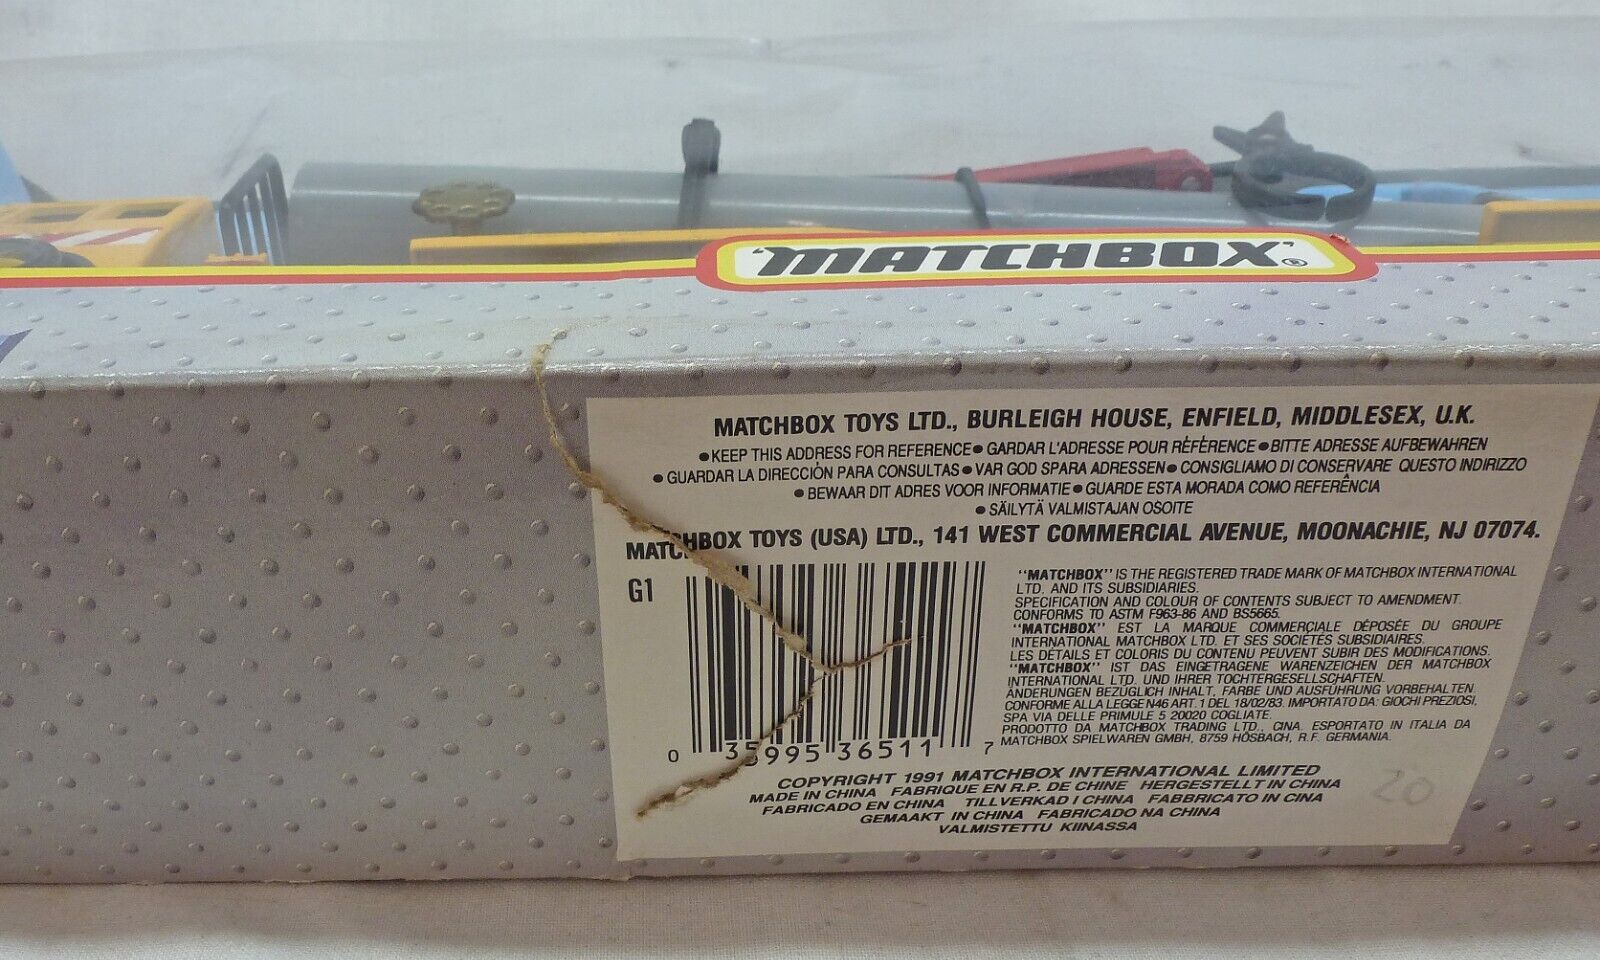 "MATCHBOX"®
MATCHBOX TOYS LTD., BURLEIGH HOUSE, ENFIELD, MIDDLESEX, U.K.
●KEEP THIS ADDRESS FOR REFERENCE● GARDAR L'ADRESSE POUR RÉFÉRENCE ●BITTE ADRESSE AUFBEWAHREN
● GUARDAR LA DIRECCIÓN PARA CONSULTAS● VAR GOD SPARA ADRESSEN● CONSIGLIAMO DI CONSERVARE QUESTO INDIRIZZO
● BEWAAR DIT ADRES VOOR INFORMATIE● GUARDE ESTA MORADA COMO REFERÊNCIA
● SÄILYTÄ VALMISTAJAN OSOITE
MATCHBOX TOYS (USA) LTD., 141 WEST COMMERCIAL AVENUE, MOONACHIE, NJ 07074.
G1
0 35995 36511 7
"MATCHBOX" IS THE REGISTERED TRADE MARK OF MATCHBOX INTERNATIONAL
LTD. AND ITS SUBSIDIARIES.
SPECIFICATION AND COLOUR OF CONTENTS SUBJECT TO AMENDMENT.
CONFORMS TO ASTM F963-86 AND BS5665.
"MATCHBOX" EST LA MARQUE COMMERCIALE DÉPOSÉE DU GROUPE
INTERNATIONAL MATCHBOX LTD. ET SES SOCIÉTÉS SUBSIDIAIRES.
LES DÉTAILS ET COLORIS DU CONTENU PEUVENT SUBIR DES MODIFICATIONS.
"MATCHBOX" IST DAS EINGETRAGENE WARENZEICHEN DER MATCHBOX
INTERNATIONAL LTD. UND IHRER TOCHTERGESELLSCHAFTEN.
ÄNDERUNGEN BEZÜGLICH INHALT, FARBE UND AUSFÜHRUNG VORBEHALTEN
CONFORME ALLA LEGGE N46 ART. 1 DEL 18/02/83. IMPORTATO DA: GIOCHI PREZIOSI,
SPA VIA DELLE PRIMULE 5 20020 COGLIATE.
PRODOTTO DA MATCHBOX TRADING LTD., CINA. ESPORTATO IN ITALIA DA
MATCHBOX SPIELWAREN GMBH, 8759 HÖSBACH, R.F. GERMANIA.
COPYRIGHT 1991 MATCHBOX INTERNATIONAL LIMITED
MADE IN CHINA FABRIQUE EN R.P. DE CHINE HERGESTELLT IN CHINA
FABRICADO EN CHINA TILLVERKAD I CHINA FABBRICATO IN CINA
GEMAAKT IN CHINA FABRICADO NA CHINA
VALMISTETTU KIINASSA
20